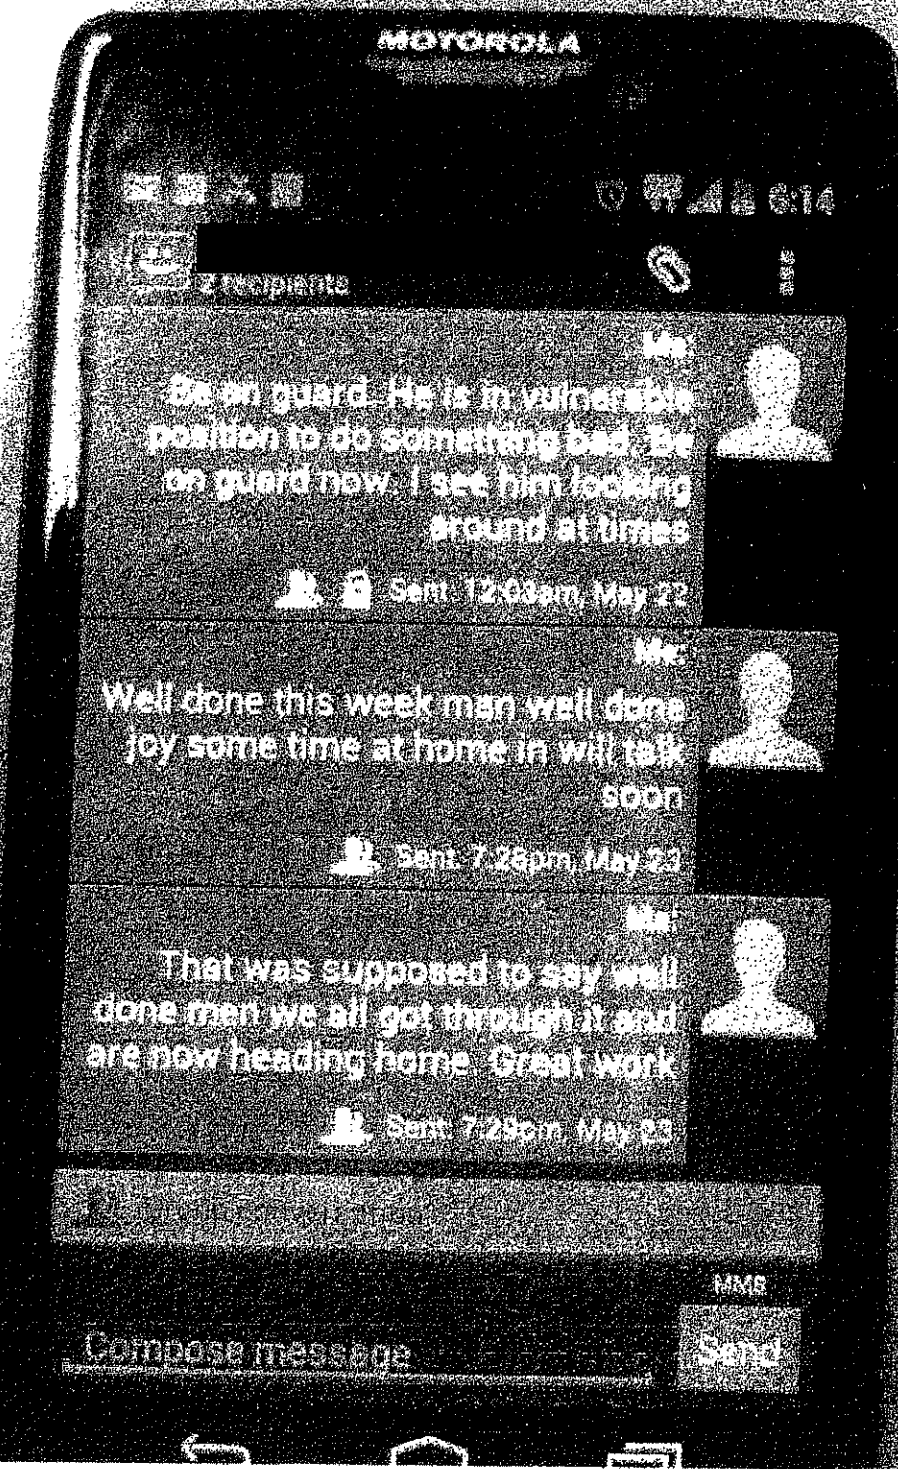 MOTOROLA
6:14
2 recipients
Me:
Be on guard. He is in vulnerable
position to do something bad. Be
on guard now. I see him looking
around at times
Sent: 12:03am, May 22
Me:
Well done this week man well done
joy some time at home in will talk
soon
Sent: 7:28pm, May 23
Me:
That was supposed to say well
done men we all got through it and
are now heading home. Great work
Sent: 7:29pm, May 23
MMS
Compose message
Send